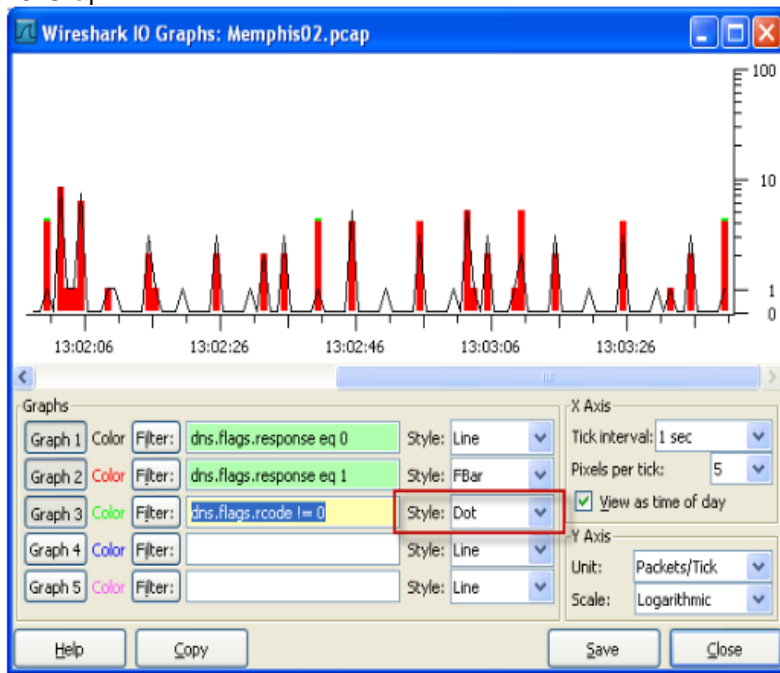 Wireshark IO Graphs: Memphis02.pcap
100
10
1
0
13:02:06 13:02:26 13:02:46 13:03:06 13:03:26
Graphs
Graph 1 Color Filter: dns.flags.response eq 0 Style: Line
Graph 2 Color Filter: dns.flags.response eq 1 Style: FBar
Graph 3 Color Filter: dns.flags.rcode != 0 Style: Dot
Graph 4 Color Filter: Style: Line
Graph 5 Color Filter: Style: Line
X Axis
Tick interval: 1 sec
Pixels per tick: 5
View as time of day
Y Axis
Unit: Packets/Tick
Scale: Logarithmic
Help Copy Save Close